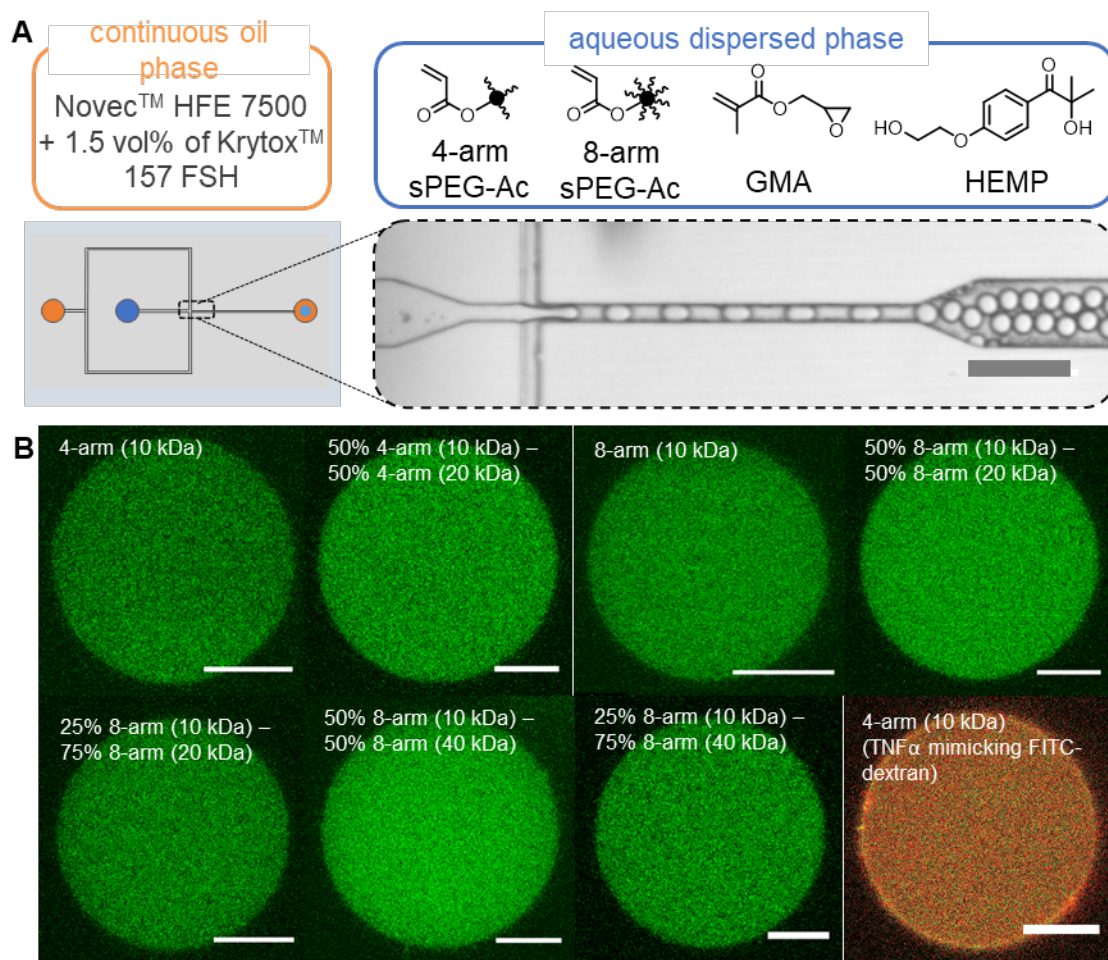 A
continuous oil
phase
Novec™ HFE 7500
+ 1.5 vol% of Krytox™
157 FSH
aqueous dispersed phase
O
O
4-arm
sPEG-Ac
O
O
8-arm
sPEG-Ac
O
O
O
GMA
HO
O
O
OH
HEMP
B
4-arm (10 kDa)
50% 4-arm (10 kDa) –
50% 4-arm (20 kDa)
8-arm (10 kDa)
50% 8-arm (10 kDa) –
50% 8-arm (20 kDa)
25% 8-arm (10 kDa) –
75% 8-arm (20 kDa)
50% 8-arm (10 kDa) –
50% 8-arm (40 kDa)
25% 8-arm (10 kDa) –
75% 8-arm (40 kDa)
4-arm (10 kDa)
(TNFα mimicking FITC-
dextran)